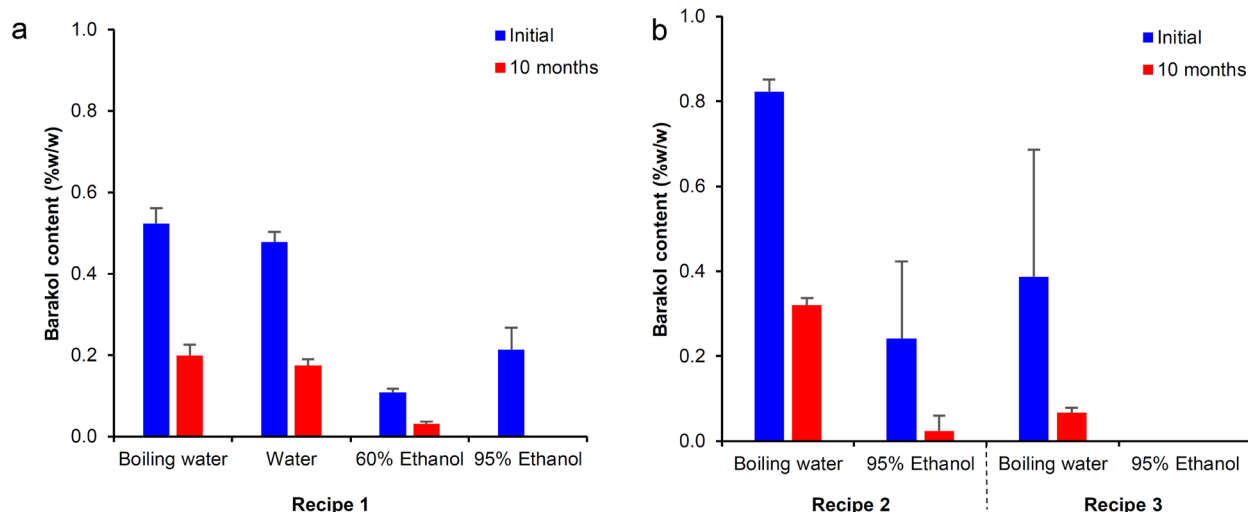 a
Barakol content (%w/w)
1.0
0.8
0.6
0.4
0.2
0.0
Initial
10 months
Boiling water Water 60% Ethanol 95% Ethanol
Recipe 1
b
Barakol content (%w/w)
1.0
0.8
0.6
0.4
0.2
0.0
Initial
10 months
Boiling water 95% Ethanol Boiling water 95% Ethanol
Recipe 2 Recipe 3